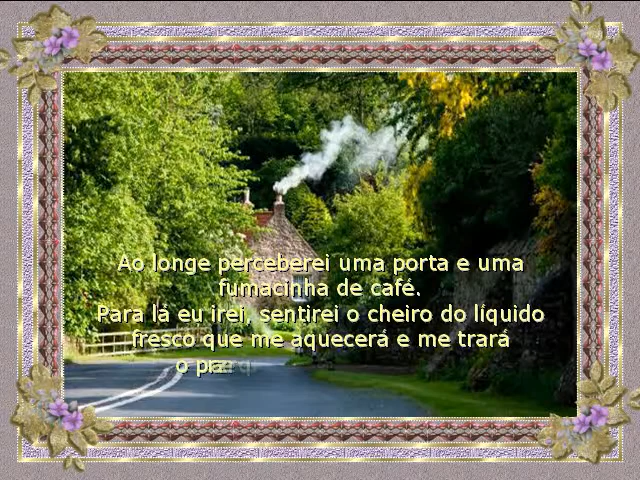 Ao longe perceberei uma porta e uma
fumacinha de café.
Para lá eu irei, sentirei o cheiro do líquido
fresco que me aquecerá e me trará
o